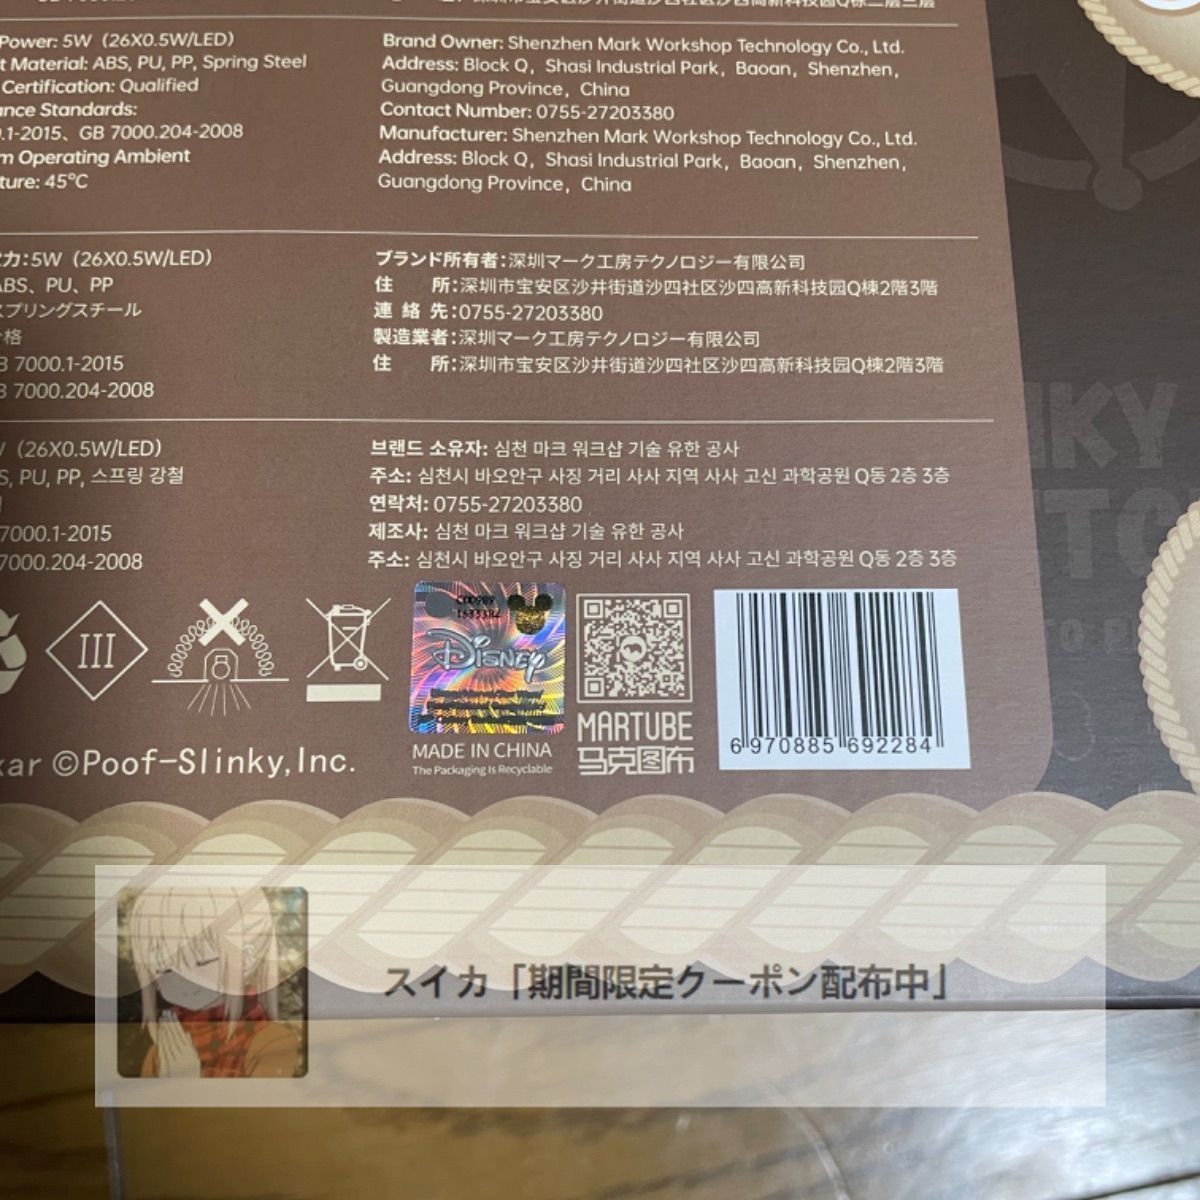 Power: 5W（26X0.5W/LED）
t Material: ABS, PU, PP, Spring Steel
Certification: Qualified
ance Standards:
.1-2015、GB 7000.204-2008
m Operating Ambient
ture: 45°C
Brand Owner: Shenzhen Mark Workshop Technology Co., Ltd.
Address: Block Q，Shasi Industrial Park，Baoan，Shenzhen，
Guangdong Province，China
Contact Number: 0755-27203380
Manufacturer: Shenzhen Mark Workshop Technology Co., Ltd.
Address: Block Q，Shasi Industrial Park，Baoan，Shenzhen，
Guangdong Province，China
力:5W（26X0.5W/LED）
ABS、PU、PP
スプリングスチール
格
B 7000.1-2015
B 7000.204-2008
ブランド所有者:深圳マーク工房テクノロジー有限公司
住 所:深圳市宝安区沙井街道沙四社区沙四高新科技园Q棟2階3階
連 絡 先:0755-27203380
製造業者:深圳マーク工房テクノロジー有限公司
住 所:深圳市宝安区沙井街道沙四社区沙四高新科技园Q棟2階3階
（26X0.5W/LED）
S, PU, PP, 스프링 강철
7000.1-2015
7000.204-2008
브랜드 소유자: 심천 마크 워크샵 기술 유한 공사
주소: 심천시 바오안구 사징 거리 사사 지역 사사 고신 과학공원 Q동 2층 3층
연락처: 0755-27203380
제조사: 심천 마크 워크샵 기술 유한 공사
주소: 심천시 바오안구 사징 거리 사사 지역 사사 고신 과학공원 Q동 2층 3층
III
Disney
MADE IN CHINA
The Packaging Is Recyclable
MARTUBE
马克图布
6 970885 692284
xar ©Poof-Slinky,Inc.
スイカ「期間限定クーポン配布中」